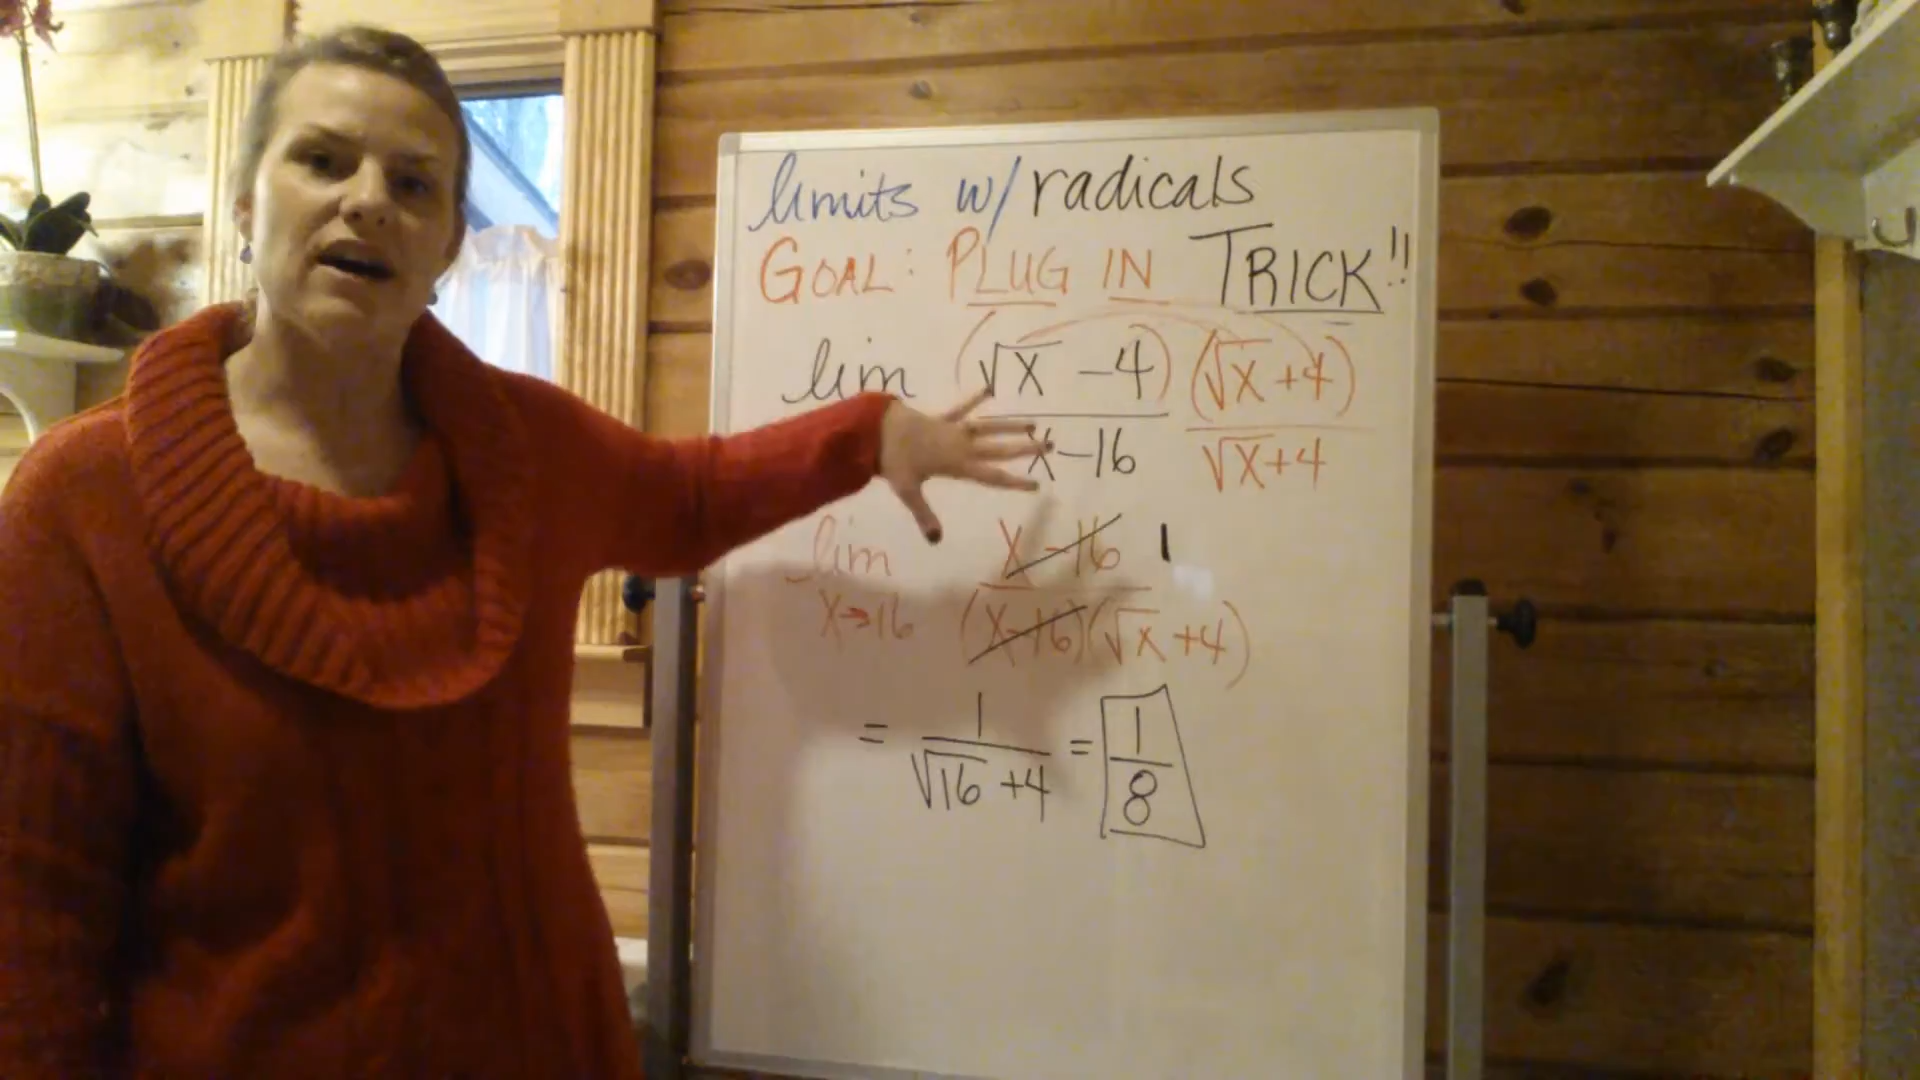 limits w/ radicals
GOAL: PLUG IN TRICK!!
lim (√x - 4) (√x + 4)
x-16 √x+4
lim x-16 1
x→16 (x-16)(√x+4)
= 1 = 1
√16 +4 8